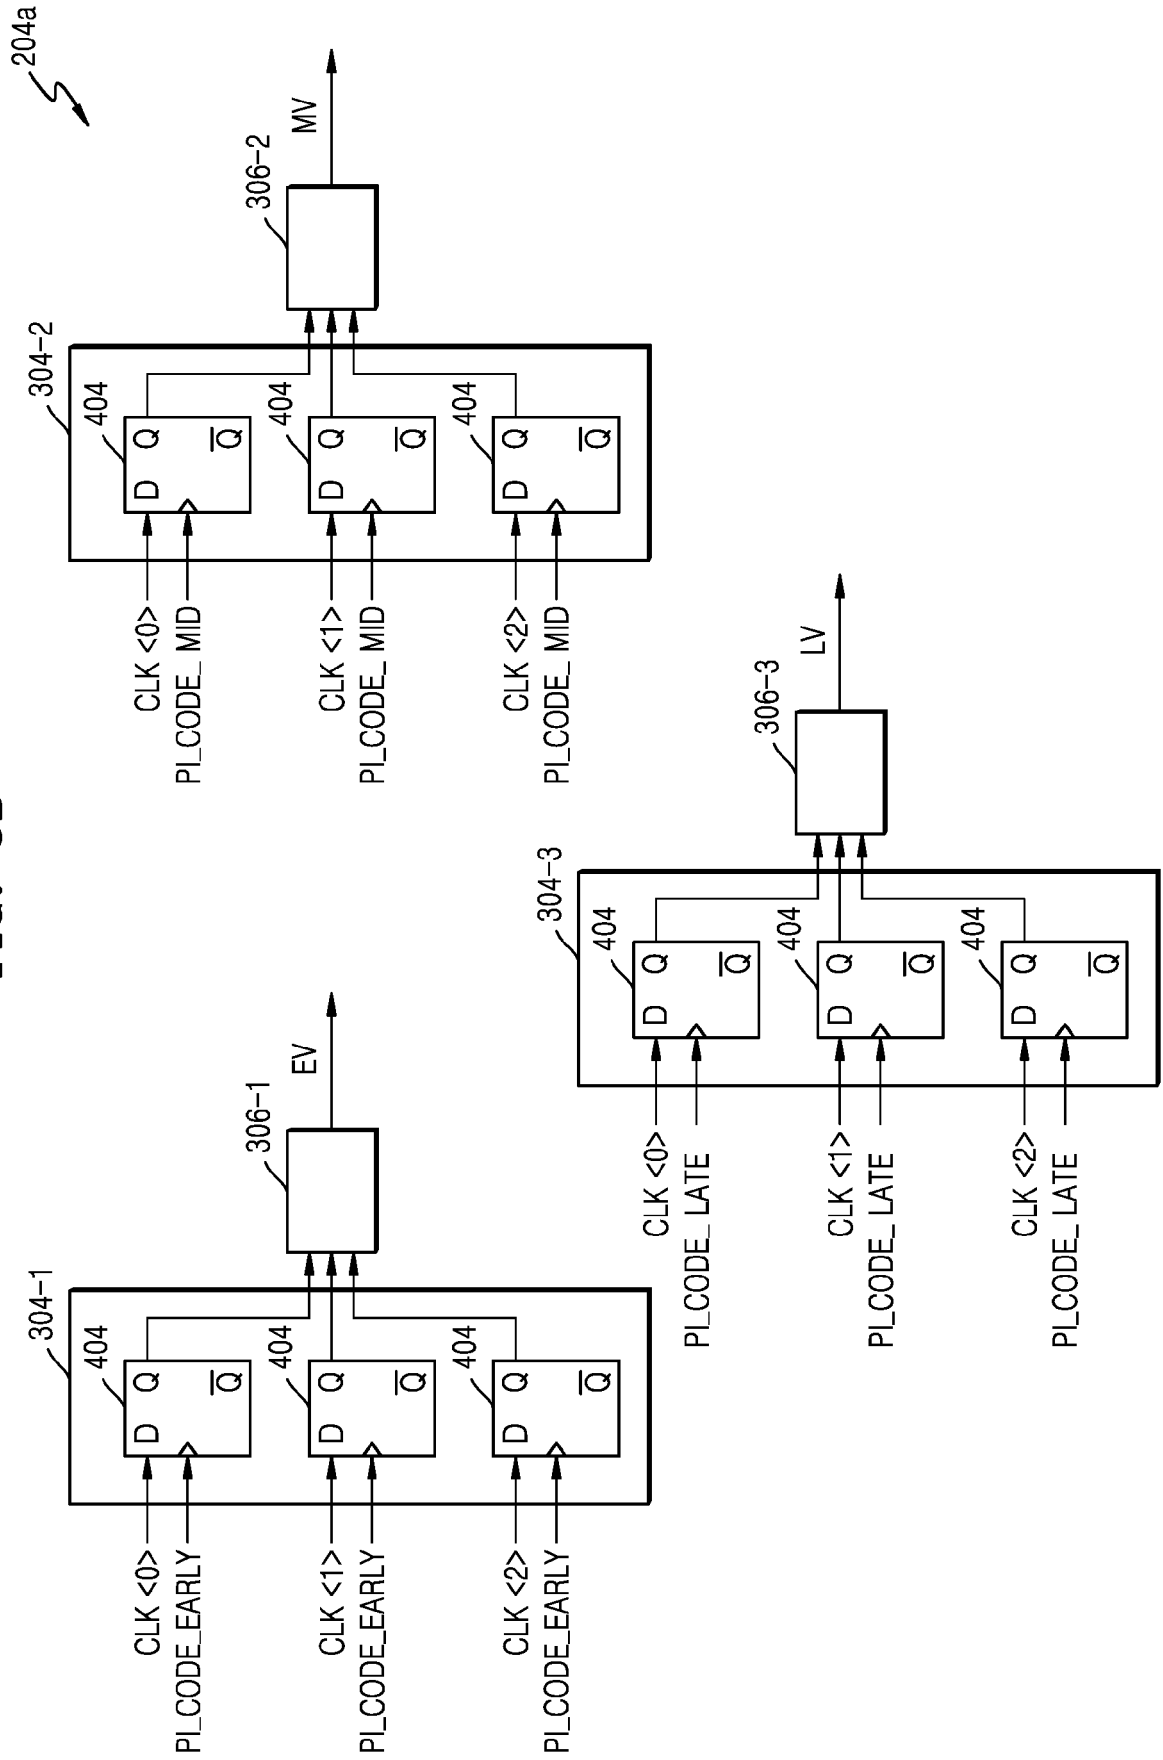 204a
304-1
404
CLK <0>
D Q
PI_CODE_EARLY
Q̅
404
306-1
CLK <1>
D Q
EV
PI_CODE_EARLY
Q̅
404
CLK <2>
D Q
PI_CODE_EARLY
Q̅
304-2
404
CLK <0>
D Q
PI_CODE_MID
Q̅
404
306-2
CLK <1>
D Q
MV
PI_CODE_MID
Q̅
404
CLK <2>
D Q
PI_CODE_MID
Q̅
304-3
404
CLK <0>
D Q
PI_CODE_LATE
Q̅
404
306-3
CLK <1>
D Q
LV
PI_CODE_LATE
Q̅
404
CLK <2>
D Q
PI_CODE_LATE
Q̅